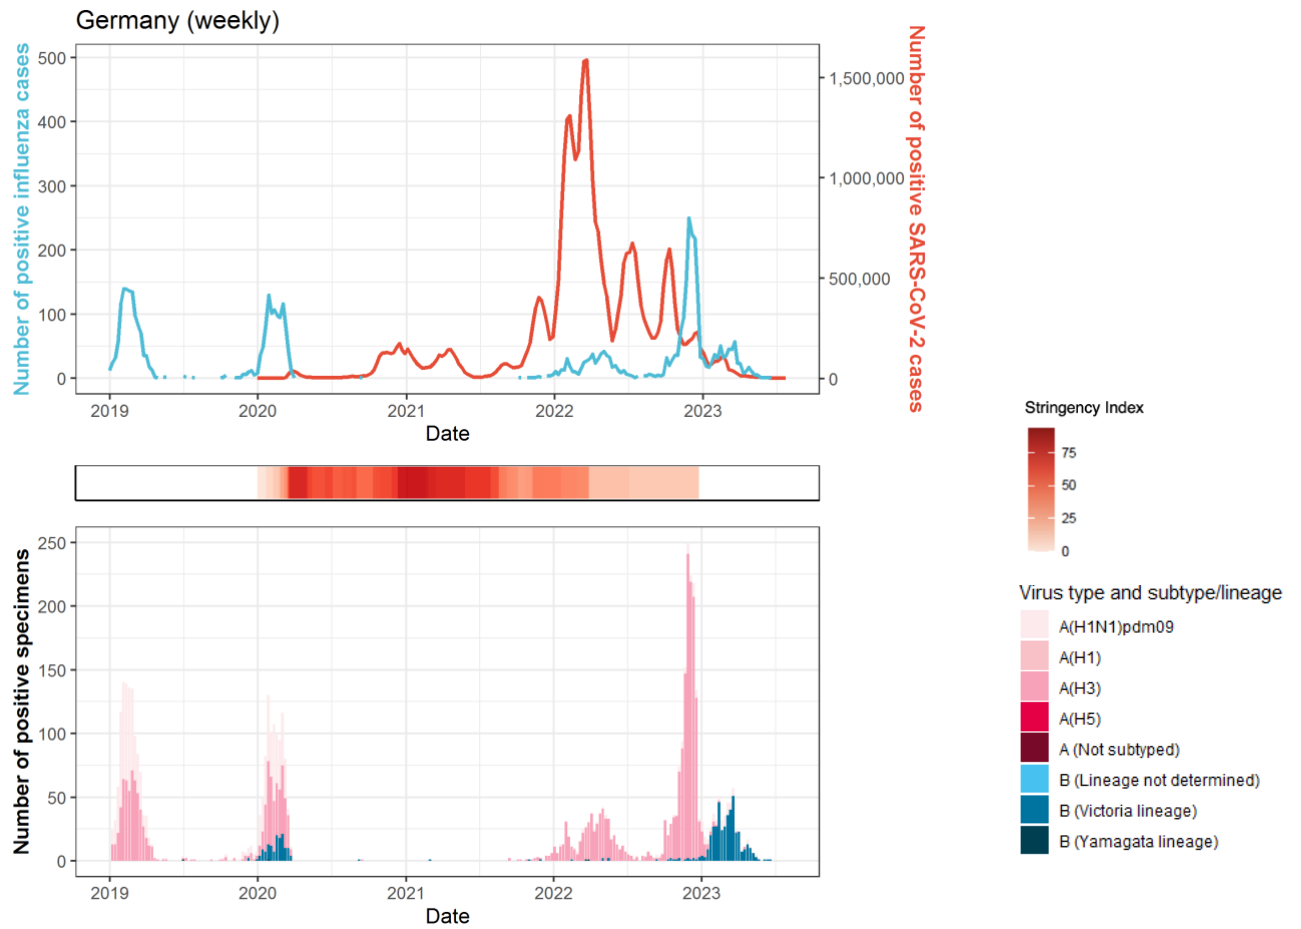 Germany (weekly)
Number of positive influenza cases
500
400
300
200
100
0
1,500,000
1,000,000
500,000
0
Number of positive SARS-CoV-2 cases
2019
2020
2021
2022
2023
Date
Stringency Index
75
50
25
0
Number of positive specimens
250
200
150
100
50
0
2019
2020
2021
2022
2023
Date
Virus type and subtype/lineage
A(H1N1)pdm09
A(H1)
A(H3)
A(H5)
A (Not subtyped)
B (Lineage not determined)
B (Victoria lineage)
B (Yamagata lineage)